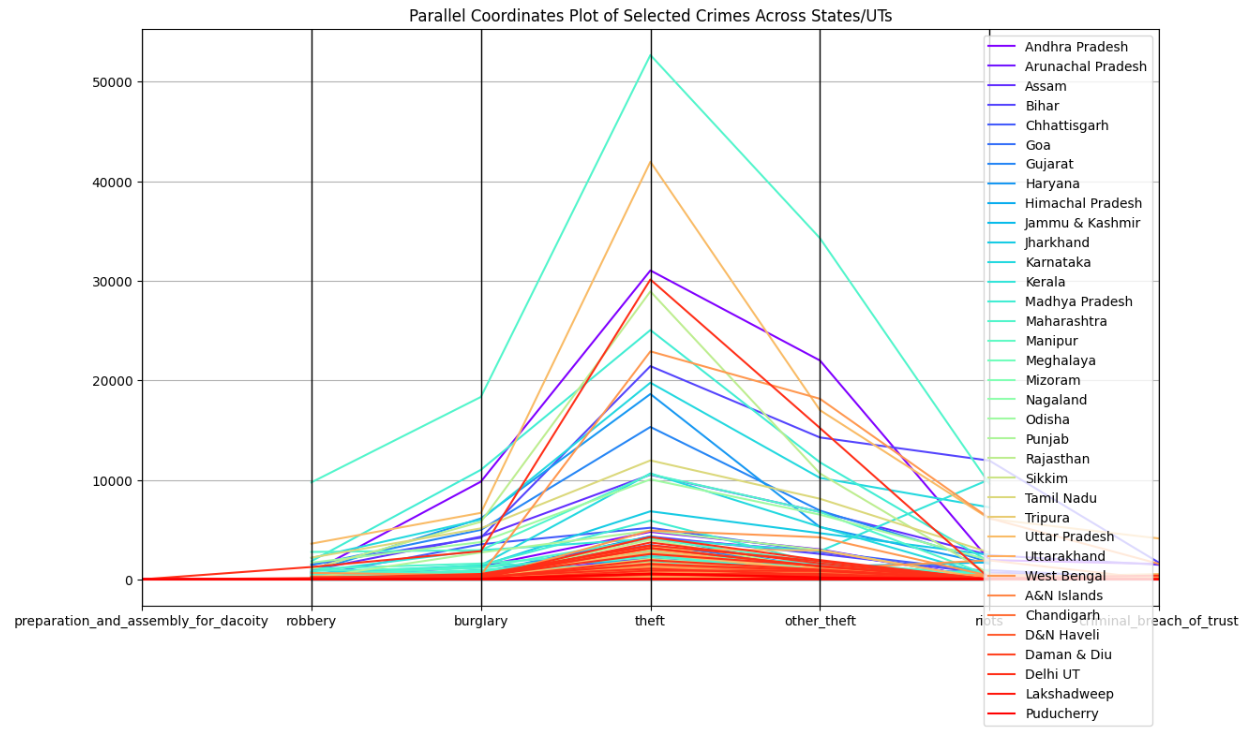 Parallel Coordinates Plot of Selected Crimes Across States/UTs
50000
40000
30000
20000
10000
0
preparation_and_assembly_for_dacoity
robbery
burglary
theft
other_theft
riots
criminal_breach_of_trust
Andhra Pradesh
Arunachal Pradesh
Assam
Bihar
Chhattisgarh
Goa
Gujarat
Haryana
Himachal Pradesh
Jammu & Kashmir
Jharkhand
Karnataka
Kerala
Madhya Pradesh
Maharashtra
Manipur
Meghalaya
Mizoram
Nagaland
Odisha
Punjab
Rajasthan
Sikkim
Tamil Nadu
Tripura
Uttar Pradesh
Uttarakhand
West Bengal
A&N Islands
Chandigarh
D&N Haveli
Daman & Diu
Delhi UT
Lakshadweep
Puducherry